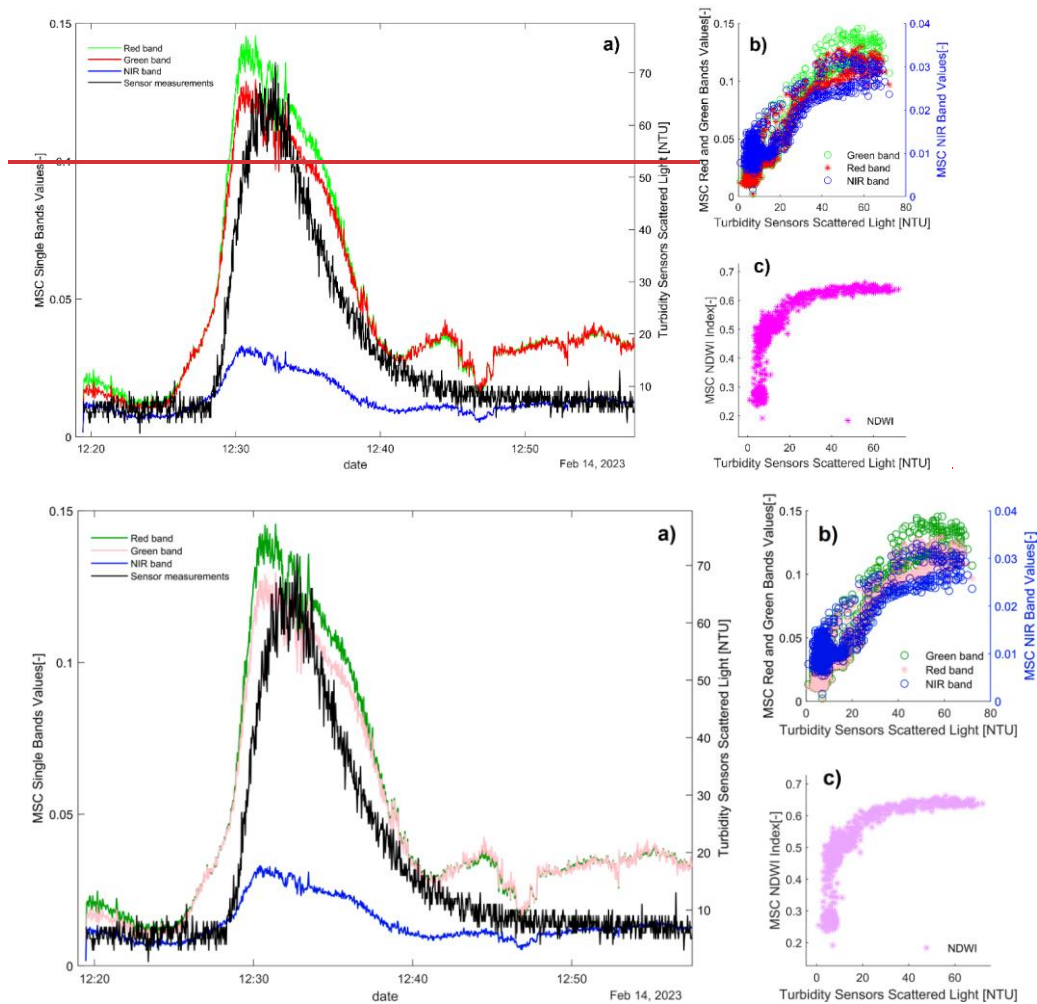 0.15
Red band
Green band
NIR band
Sensor measurements
a)
0.1
0.05
0
MSC Single Bands Values[-]
70
60
50
40
30
20
10
Turbidity Sensors Scattered Light [NTU]
12:20
12:30
12:40
12:50
date
Feb 14, 2023
b)
0.15
0.1
0.05
0
MSC Red and Green Bands Values[-]
0.04
0.03
0.02
0.01
0
MSC NIR Band Values[-]
Green band
Red band
NIR band
0
20
40
60
80
Turbidity Sensors Scattered Light [NTU]
c)
0.7
0.6
0.5
0.4
0.3
0.2
MSC NDWI Index[-]
NDWI
0
20
40
60
Turbidity Sensors Scattered Light [NTU]
0.15
Red band
Green band
NIR band
Sensor measurements
a)
0.1
0.05
0
MSC Single Bands Values[-]
70
60
50
40
30
20
10
Turbidity Sensors Scattered Light [NTU]
12:20
12:30
12:40
12:50
date
Feb 14, 2023
b)
0.15
0.1
0.05
0
MSC Red and Green Bands Values[-]
0.04
0.03
0.02
0.01
0
MSC NIR Band Values[-]
Green band
Red band
NIR band
0
20
40
60
80
Turbidity Sensors Scattered Light [NTU]
c)
0.7
0.6
0.5
0.4
0.3
0.2
MSC NDWI Index[-]
NDWI
0
20
40
60
Turbidity Sensors Scattered Light [NTU]